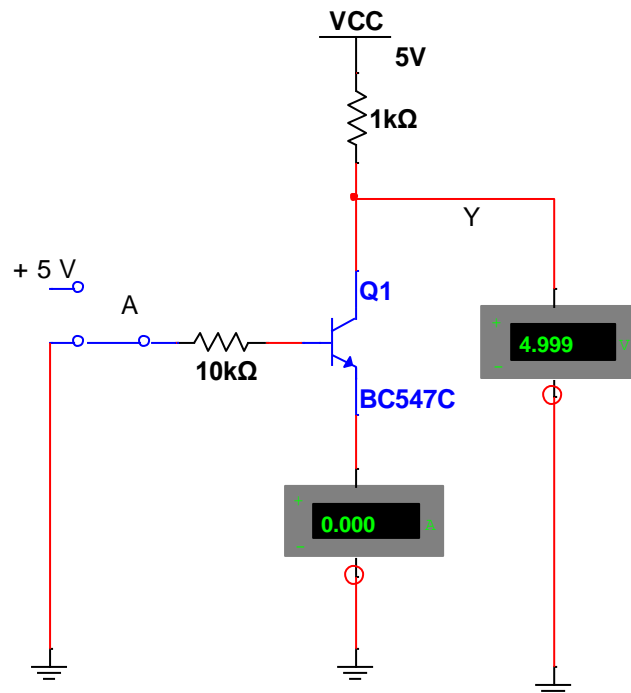 VCC
5V
1kΩ
Y
+ 5 V
A
Q1
10kΩ
BC547C
+
4.999
V
−
+
0.000
A
−